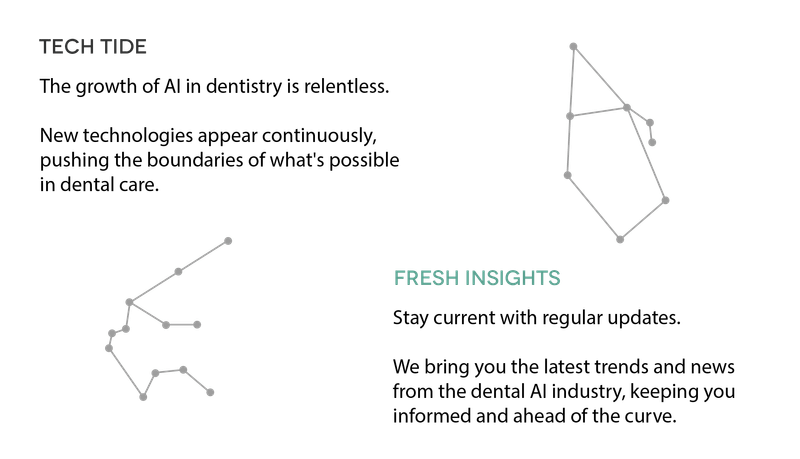 TECH TIDE
The growth of AI in dentistry is relentless.
New technologies appear continuously,
pushing the boundaries of what's possible
in dental care.
FRESH INSIGHTS
Stay current with regular updates.
We bring you the latest trends and news
from the dental AI industry, keeping you
informed and ahead of the curve.